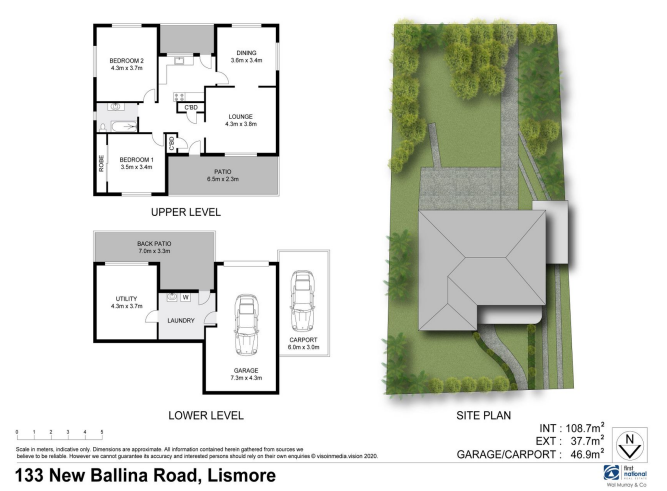 BEDROOM 2
4.3m x 3.7m
DINING
3.6m x 3.4m
C'BD
LOUNGE
4.3m x 3.8m
C'BD
ROBE
BEDROOM 1
3.5m x 3.4m
PATIO
6.5m x 2.3m
UPPER LEVEL
BACK PATIO
7.0m x 3.3m
UTILITY
4.3m x 3.7m
W
LAUNDRY
CARPORT
6.0m x 3.0m
GARAGE
7.3m x 4.3m
LOWER LEVEL
SITE PLAN
INT : 108.7m²
EXT : 37.7m²
GARAGE/CARPORT : 46.9m²
N
0 1 2 3 4 5
Scale in meters, indicative only. Dimensions are approximate. All information contained herein gathered from sources we
believe to be reliable. However we cannot guarantee its accuracy and interested persons should rely on their own enquiries © visoinmedia.vision 2020.
133 New Ballina Road, Lismore
first
national
REAL ESTATE
Wal Murray & Co